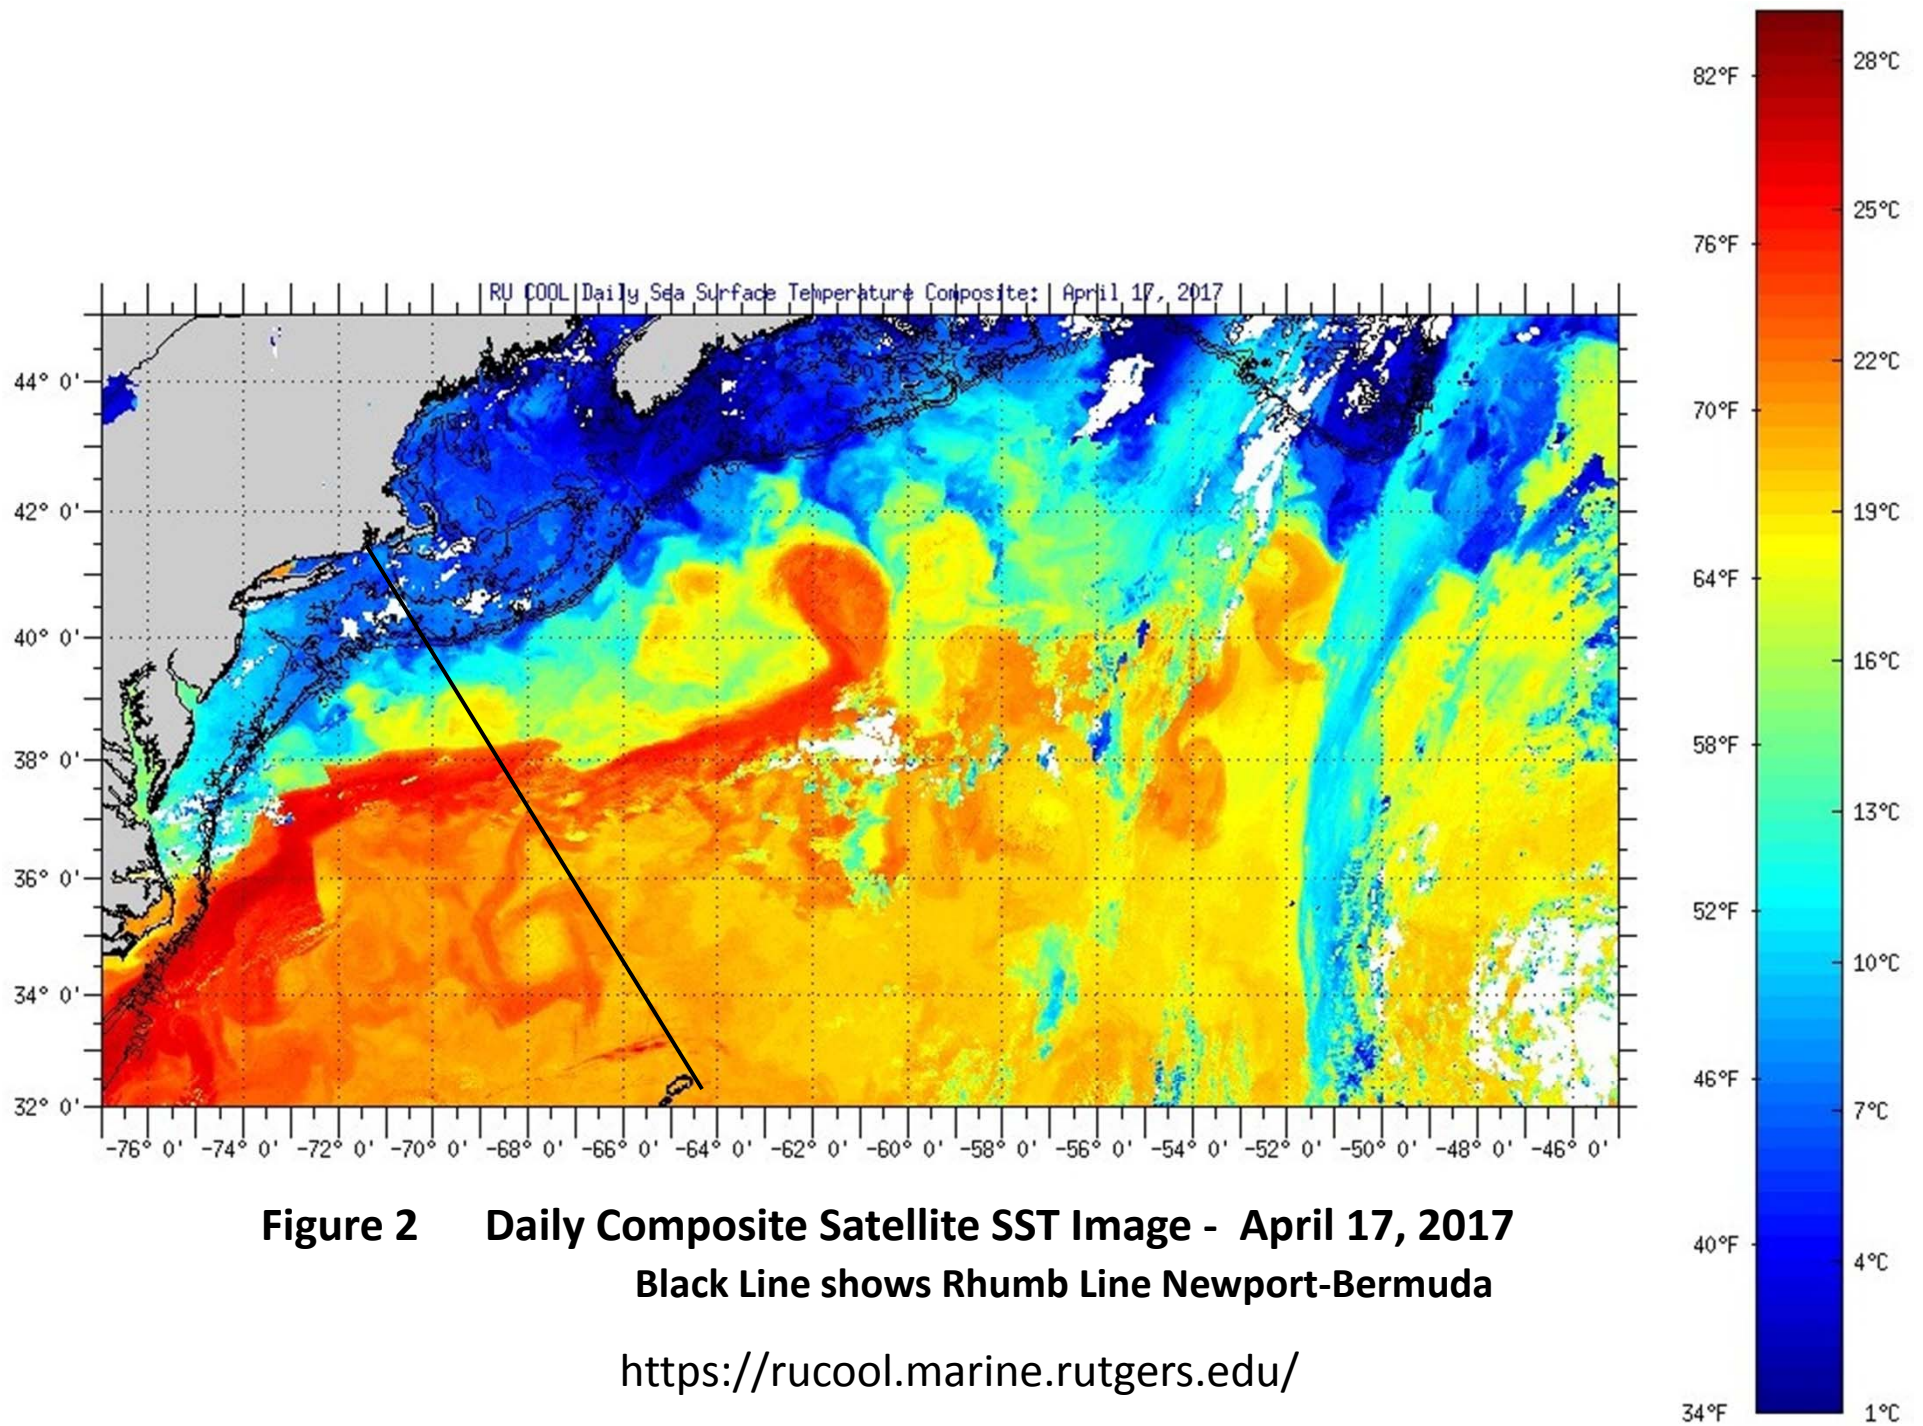 82°F
28°C
25°C
76°F
RU COOL Daily Sea Surface Temperature Composite: April 17, 2017
22°C
44° 0'
70°F
42° 0'
19°C
64°F
40° 0'
16°C
38° 0'
58°F
13°C
36° 0'
52°F
34° 0'
10°C
46°F
32° 0'
7°C
-76° 0' -74° 0' -72° 0' -70° 0' -68° 0' -66° 0' -64° 0' -62° 0' -60° 0' -58° 0' -56° 0' -54° 0' -52° 0' -50° 0' -48° 0' -46° 0'
Figure 2 Daily Composite Satellite SST Image - April 17, 2017
40°F
4°C
Black Line shows Rhumb Line Newport-Bermuda
https://rucool.marine.rutgers.edu/
34°F
1°C